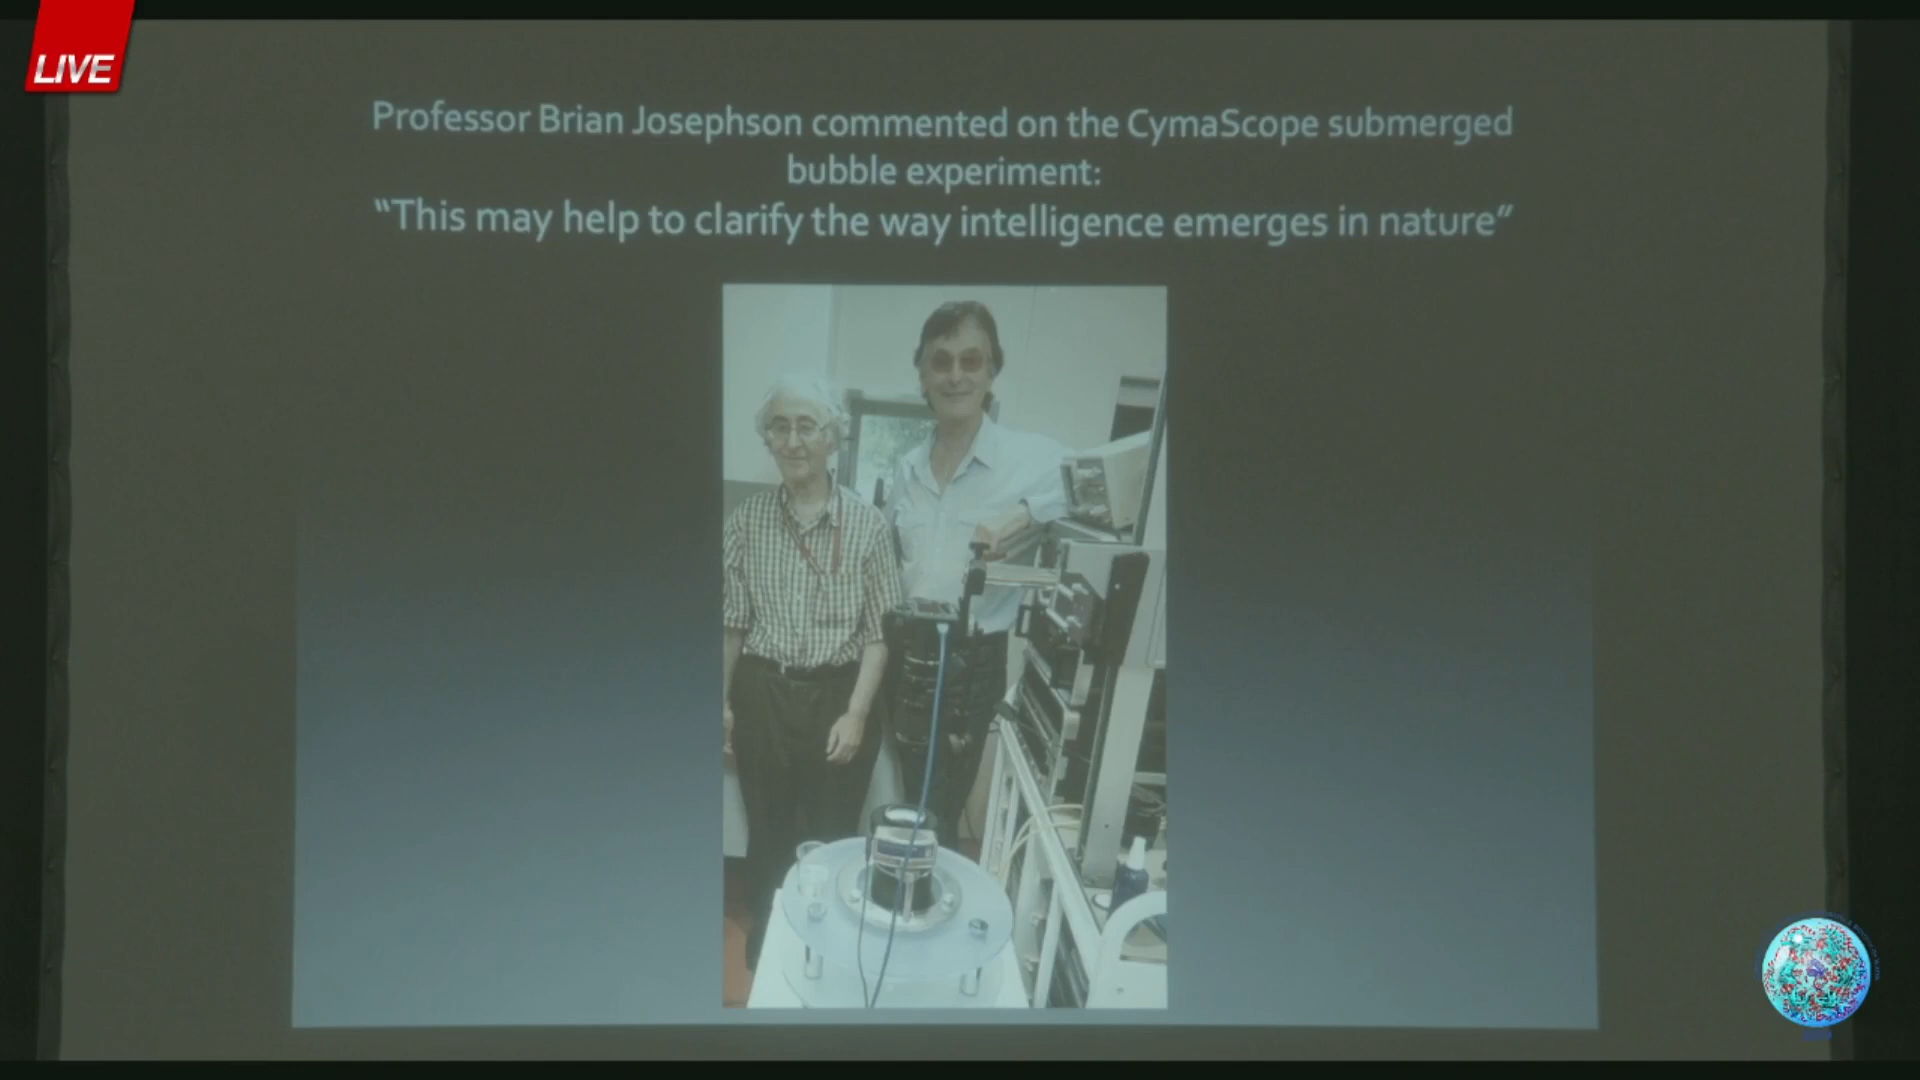 LIVE
Professor Brian Josephson commented on the CymaScope submerged
bubble experiment:
“This may help to clarify the way intelligence emerges in nature”